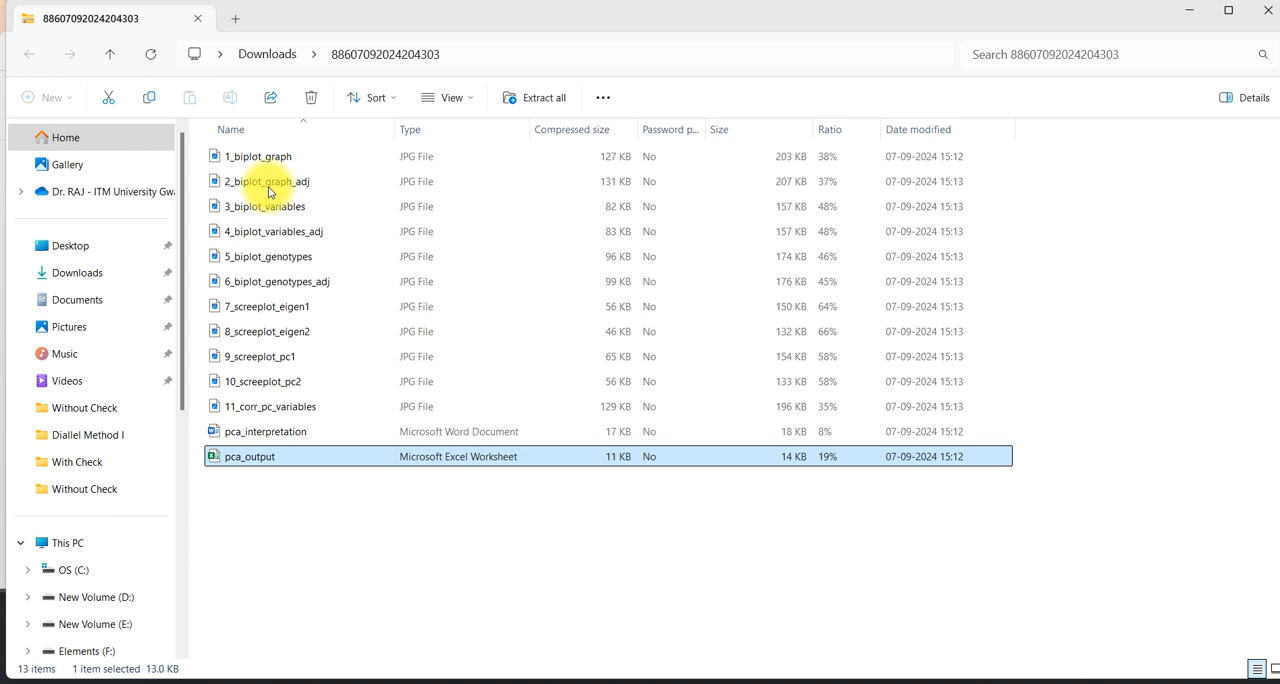 88607092024204303
Downloads > 88607092024204303
Search 88607092024204303
New Sort View Extract all ••• Details
Name Type Compressed size Password p... Size Ratio Date modified
1_biplot_graph JPG File 127 KB No 203 KB 38% 07-09-2024 15:12
2_biplot_graph_adj JPG File 131 KB No 207 KB 37% 07-09-2024 15:13
3_biplot_variables JPG File 82 KB No 157 KB 48% 07-09-2024 15:13
4_biplot_variables_adj JPG File 83 KB No 157 KB 48% 07-09-2024 15:13
5_biplot_genotypes JPG File 96 KB No 174 KB 46% 07-09-2024 15:13
6_biplot_genotypes_adj JPG File 99 KB No 176 KB 45% 07-09-2024 15:13
7_screeplot_eigen1 JPG File 56 KB No 150 KB 64% 07-09-2024 15:13
8_screeplot_eigen2 JPG File 46 KB No 132 KB 66% 07-09-2024 15:13
9_screeplot_pc1 JPG File 65 KB No 154 KB 58% 07-09-2024 15:13
10_screeplot_pc2 JPG File 56 KB No 133 KB 58% 07-09-2024 15:13
11_corr_pc_variables JPG File 129 KB No 196 KB 35% 07-09-2024 15:13
pca_interpretation Microsoft Word Document 17 KB No 18 KB 8% 07-09-2024 15:12
pca_output Microsoft Excel Worksheet 11 KB No 14 KB 19% 07-09-2024 15:12
Home
Gallery
Dr. RAJ - ITM University Gw
Desktop
Downloads
Documents
Pictures
Music
Videos
Without Check
Diallel Method I
With Check
Without Check
This PC
OS (C:)
New Volume (D:)
New Volume (E:)
Elements (F:)
13 items 1 item selected 13.0 KB